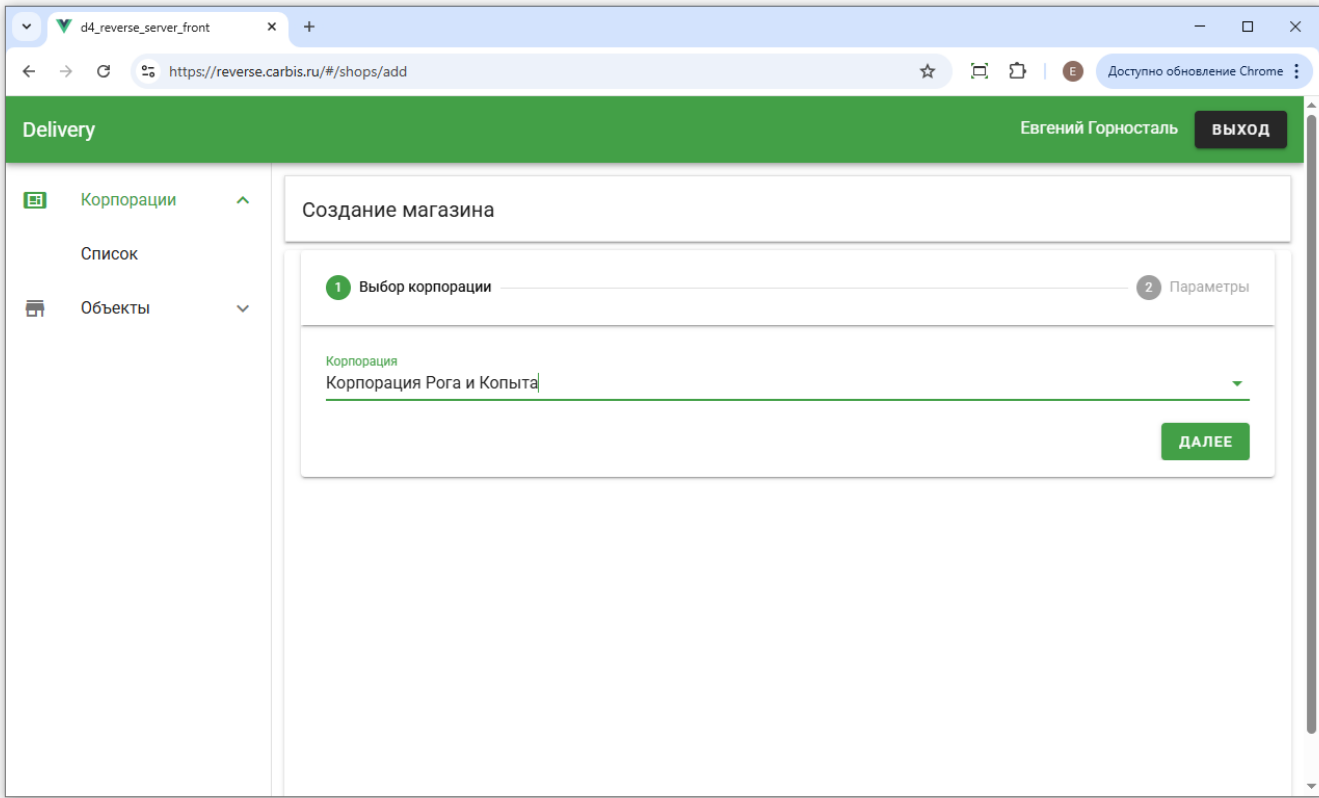 d4_reverse_server_front
https://reverse.carbis.ru/#/shops/add
E
Доступно обновление Chrome
Delivery
Евгений Горносталь
ВЫХОД
Корпорации
Список
Объекты
Создание магазина
1 Выбор корпорации
2 Параметры
Корпорация
Корпорация Рога и Копыта
ДАЛЕЕ